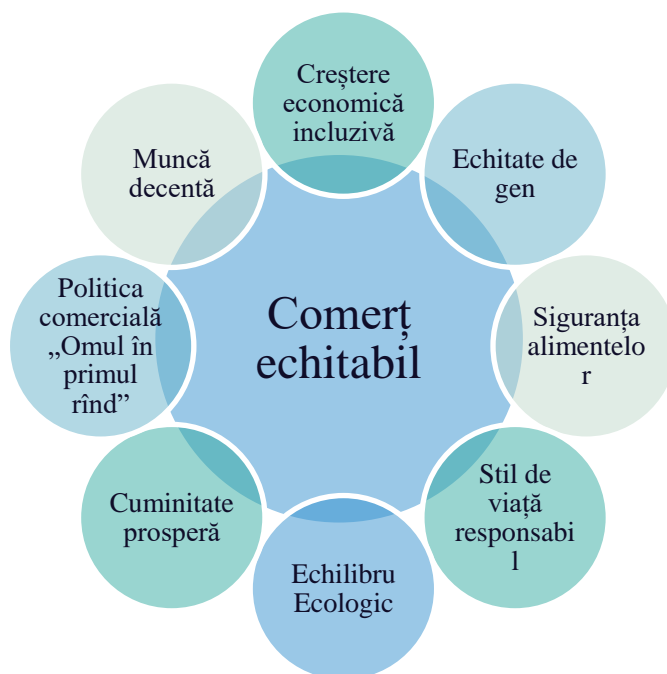 Creștere
economică
incluzivă
Echitate de
gen
Siguranța
alimentelo
r
Stil de
viață
responsabi
l
Echilibru
Ecologic
Cuminitate
prosperă
Politica
comercială
„Omul în
primul
rînd”
Muncă
decentă
Comerț
echitabil